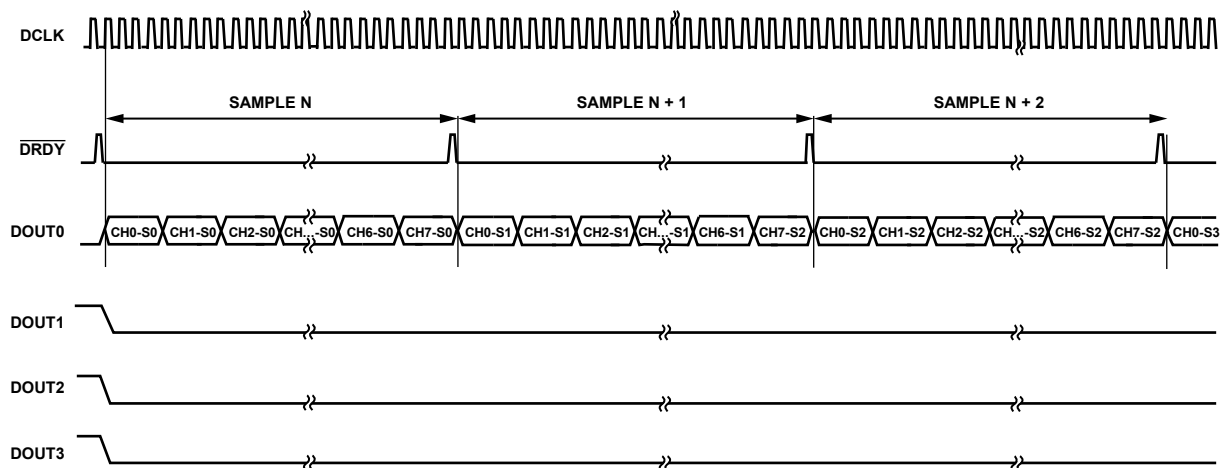 DCLK
SAMPLE N
SAMPLE N + 1
SAMPLE N + 2
DRDY
DOUT0
CH0-S0
CH1-S0
CH2-S0
CH...-S0
CH6-S0
CH7-S0
CH0-S1
CH1-S1
CH2-S1
CH...-S1
CH6-S1
CH7-S2
CH0-S2
CH1-S2
CH2-S2
CH...-S2
CH6-S2
CH7-S2
CH0-S3
DOUT1
DOUT2
DOUT3